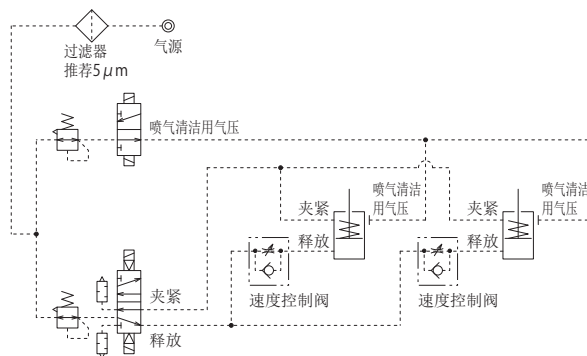 过滤器
推荐5μm
气源
喷气清洁用气压
夹紧
喷气清洁
用气压
夹紧
喷气清洁
用气压
释放
释放
夹紧
速度控制阀
速度控制阀
释放